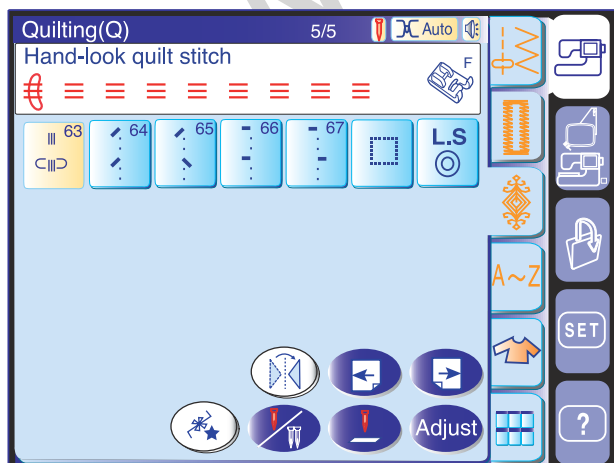 Quilting(Q) 5/5 Auto
Hand-look quilt stitch
F
63 64 65 66 67 L.S
A~Z
SET
Adjust
?